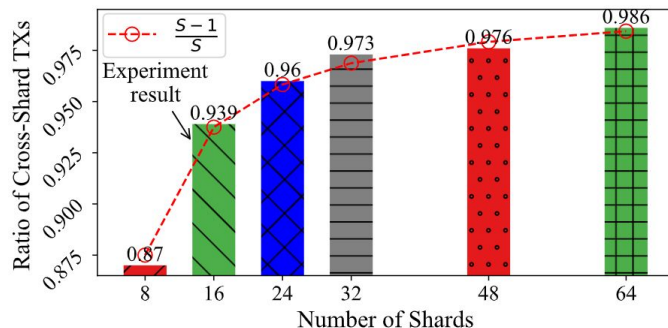 S − 1
S
Experiment
result
0.87
0.939
0.96
0.973
0.976
0.986
Ratio of Cross-Shard TXs
0.975
0.950
0.925
0.900
0.875
8
16
24
32
48
64
Number of Shards